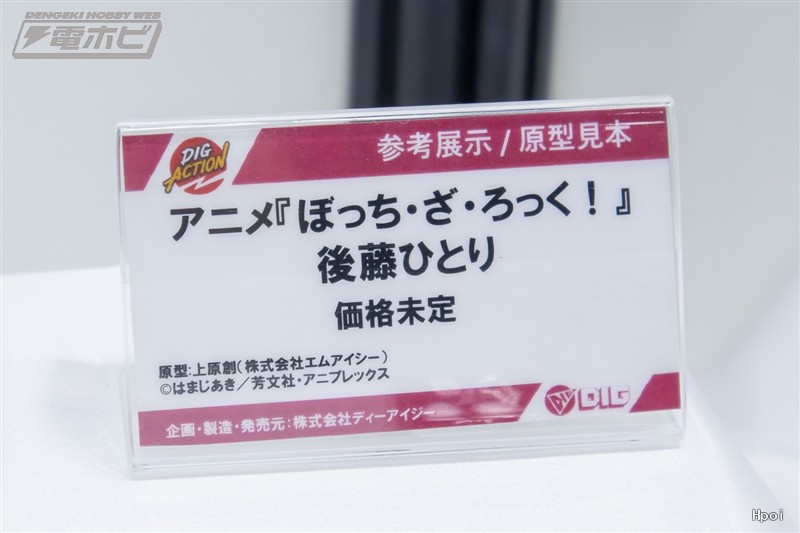 DENGEKI HOBBY WEB
電ホビ
参考展示/原型見本
DIG
ACTION
アニメ『ぼっち・ざ・ろっく！』
後藤ひとり
価格未定
原型:上原創(株式会社エムアイシー)
©はまじあき／芳文社・アニプレックス
企画・製造・発売元:株式会社ディーアイジー
DIG
Hpoi